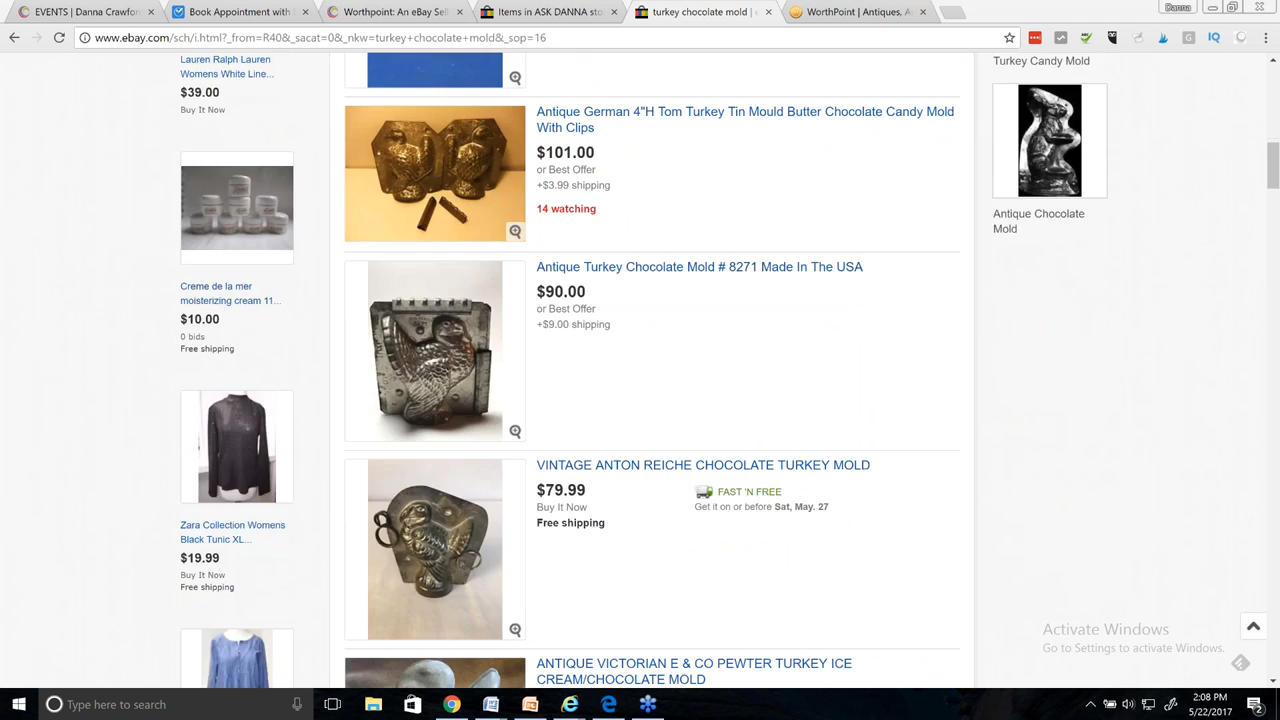 EVENTS | Danna Crawfor
Book Appointment with
Worthpoint: An eBay Sel
Items in ASK DANNA sto
turkey chocolate mold | e
WorthPoint | Antiques, A
Danna
www.ebay.com/sch/i.html?_from=R40&_sacat=0&_nkw=turkey+chocolate+mold&_sop=16
Lauren Ralph Lauren
Womens White Line...
$39.00
Buy It Now
Creme de la mer
moisterizing cream 11...
$10.00
0 bids
Free shipping
Zara Collection Womens
Black Tunic XL...
$19.99
Buy It Now
Free shipping
Antique German 4"H Tom Turkey Tin Mould Butter Chocolate Candy Mold
With Clips
$101.00
or Best Offer
+$3.99 shipping
14 watching
Antique Turkey Chocolate Mold # 8271 Made In The USA
$90.00
or Best Offer
+$9.00 shipping
VINTAGE ANTON REICHE CHOCOLATE TURKEY MOLD
$79.99
Buy It Now
Free shipping
FAST 'N FREE
Get it on or before Sat, May. 27
ANTIQUE VICTORIAN E & CO PEWTER TURKEY ICE
CREAM/CHOCOLATE MOLD
Turkey Candy Mold
Antique Chocolate
Mold
Activate Windows
Go to Settings to activate Windows.
Type here to search
2:08 PM
5/22/2017
2